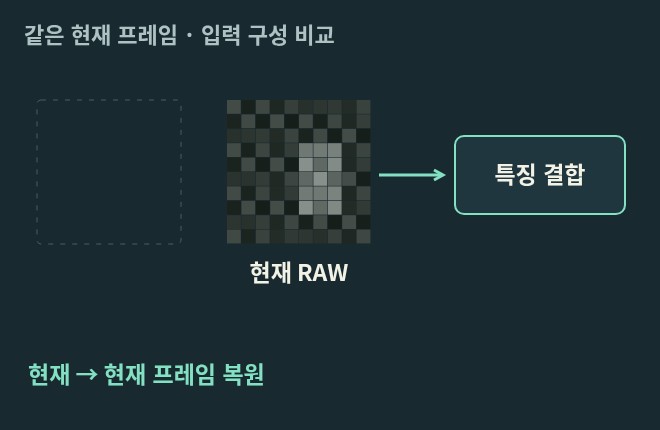 같은 현재 프레임 · 입력 구성 비교
특징 결합
현재 RAW
현재 → 현재 프레임 복원